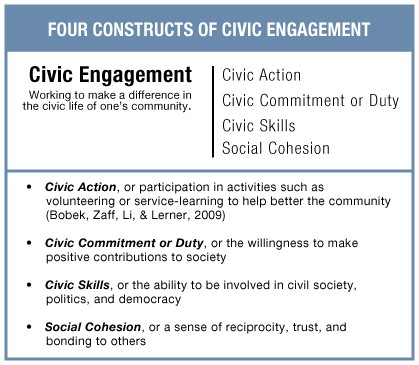 FOUR CONSTRUCTS OF CIVIC ENGAGEMENT
Civic Engagement
Working to make a difference in
the civic life of one's community.
Civic Action
Civic Commitment or Duty
Civic Skills
Social Cohesion
• Civic Action, or participation in activities such as
volunteering or service-learning to help better the community
(Bobek, Zaff, Li, & Lerner, 2009)
• Civic Commitment or Duty, or the willingness to make
positive contributions to society
• Civic Skills, or the ability to be involved in civil society,
politics, and democracy
• Social Cohesion, or a sense of reciprocity, trust, and
bonding to others